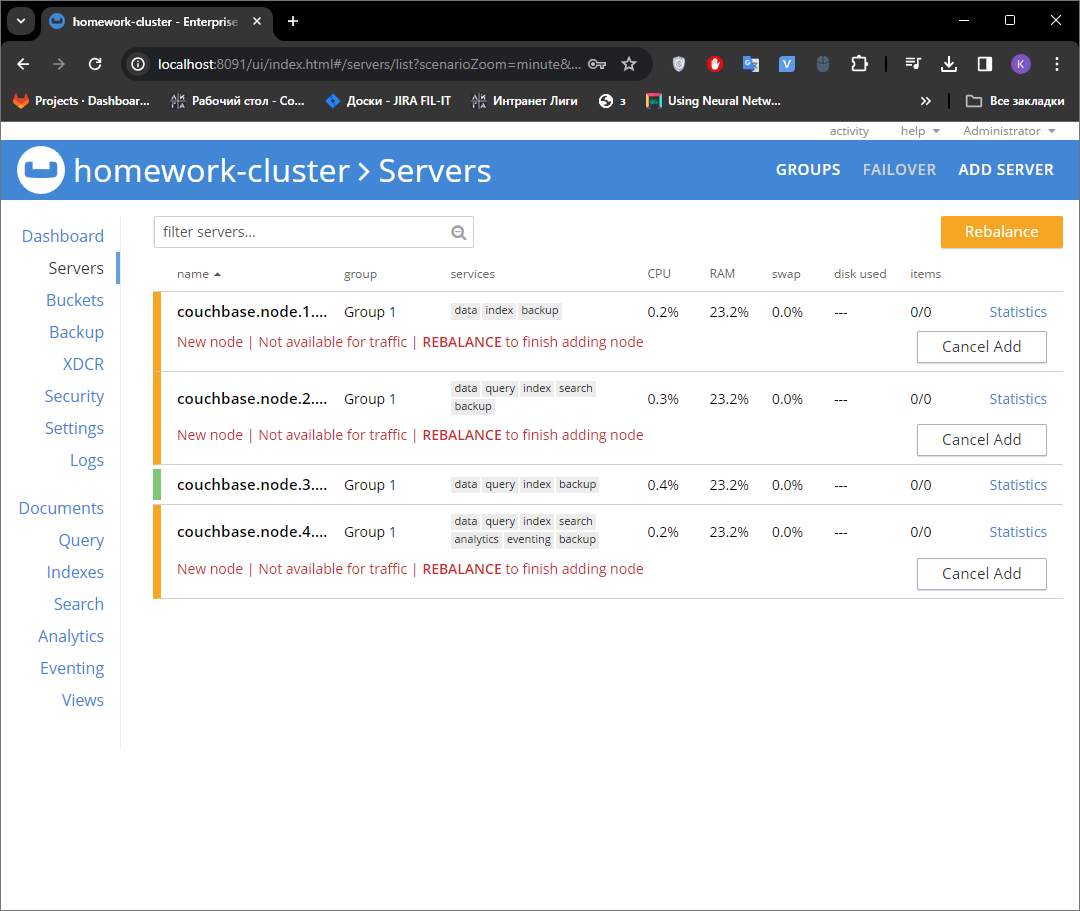 homework-cluster - Enterprise
localhost:8091/ui/index.html#/servers/list?scenarioZoom=minute&...
K
Projects · Dashboar... Рабочий стол - Co... Доски - JIRA FIL-IT Интранет Лиги з Using Neural Netw... » Все закладки
activity help Administrator
homework-cluster > Servers GROUPS FAILOVER ADD SERVER
Dashboard
Servers
Buckets
Backup
XDCR
Security
Settings
Logs
Documents
Query
Indexes
Search
Analytics
Eventing
Views
filter servers... Rebalance
name group services CPU RAM swap disk used items
couchbase.node.1.... Group 1 data index backup 0.2% 23.2% 0.0% --- 0/0 Statistics
New node | Not available for traffic | REBALANCE to finish adding node Cancel Add
data query index search
couchbase.node.2.... Group 1 0.3% 23.2% 0.0% --- 0/0 Statistics
backup
New node | Not available for traffic | REBALANCE to finish adding node Cancel Add
couchbase.node.3.... Group 1 data query index backup 0.4% 23.2% 0.0% --- 0/0 Statistics
data query index search
couchbase.node.4.... Group 1 0.2% 23.2% 0.0% --- 0/0 Statistics
analytics eventing backup
New node | Not available for traffic | REBALANCE to finish adding node Cancel Add